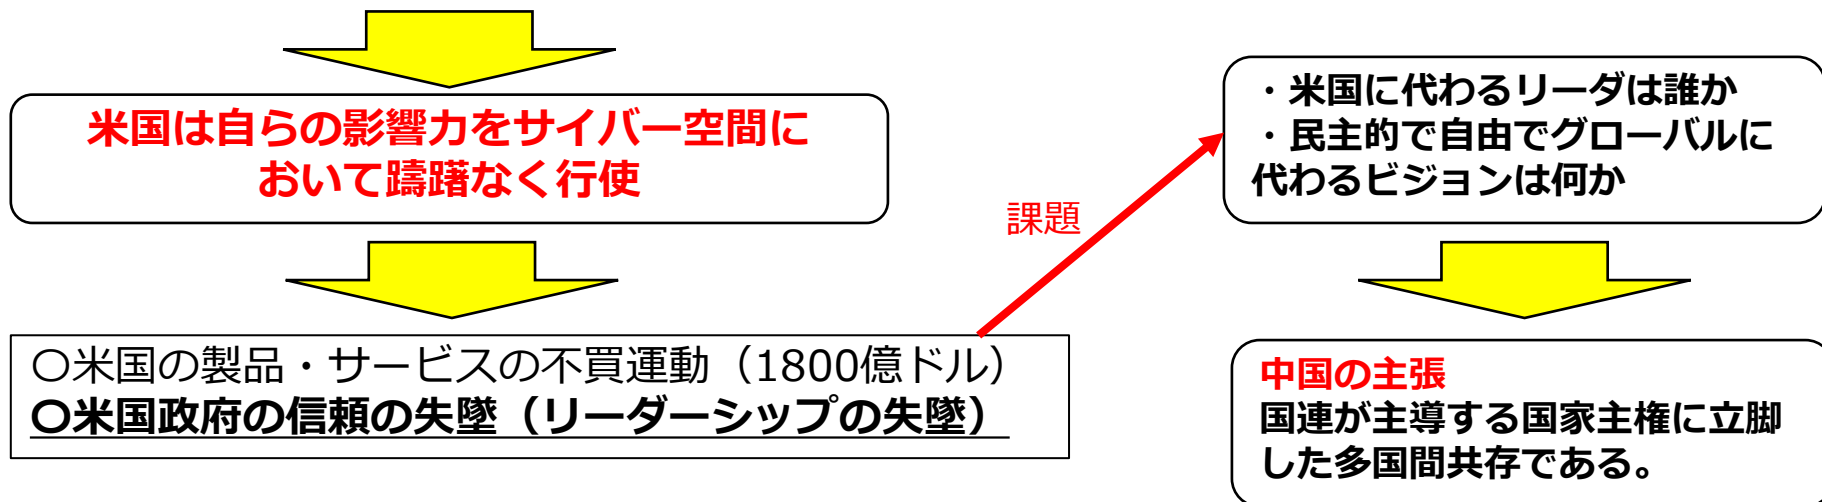 米国は自らの影響力をサイバー空間に
おいて躊躇なく行使
〇米国の製品・サービスの不買運動（1800億ドル）
〇米国政府の信頼の失墜（リーダーシップの失墜）
課題
・米国に代わるリーダは誰か
・民主的で自由でグローバルに
代わるビジョンは何か
中国の主張
国連が主導する国家主権に立脚
した多国間共存である。